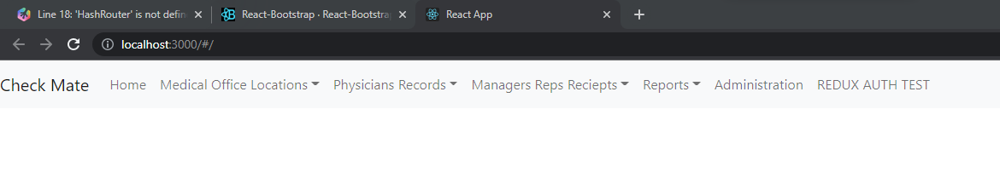 Line 18: 'HashRouter' is not defin
React-Bootstrap · React-Bootstrap
React App
localhost:3000/#/
Check Mate Home Medical Office Locations Physicians Records Managers Reps Reciepts Reports Administration REDUX AUTH TEST